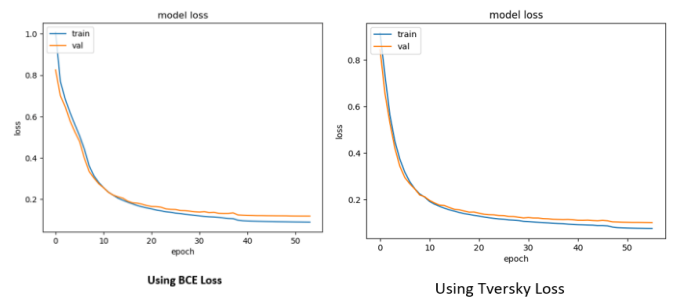 model loss
train
val
1.0
0.8
0.6
0.4
0.2
loss
0 10 20 30 40 50
epoch
Using BCE Loss
model loss
train
val
0.8
0.6
0.4
0.2
loss
0 10 20 30 40 50
epoch
Using Tversky Loss